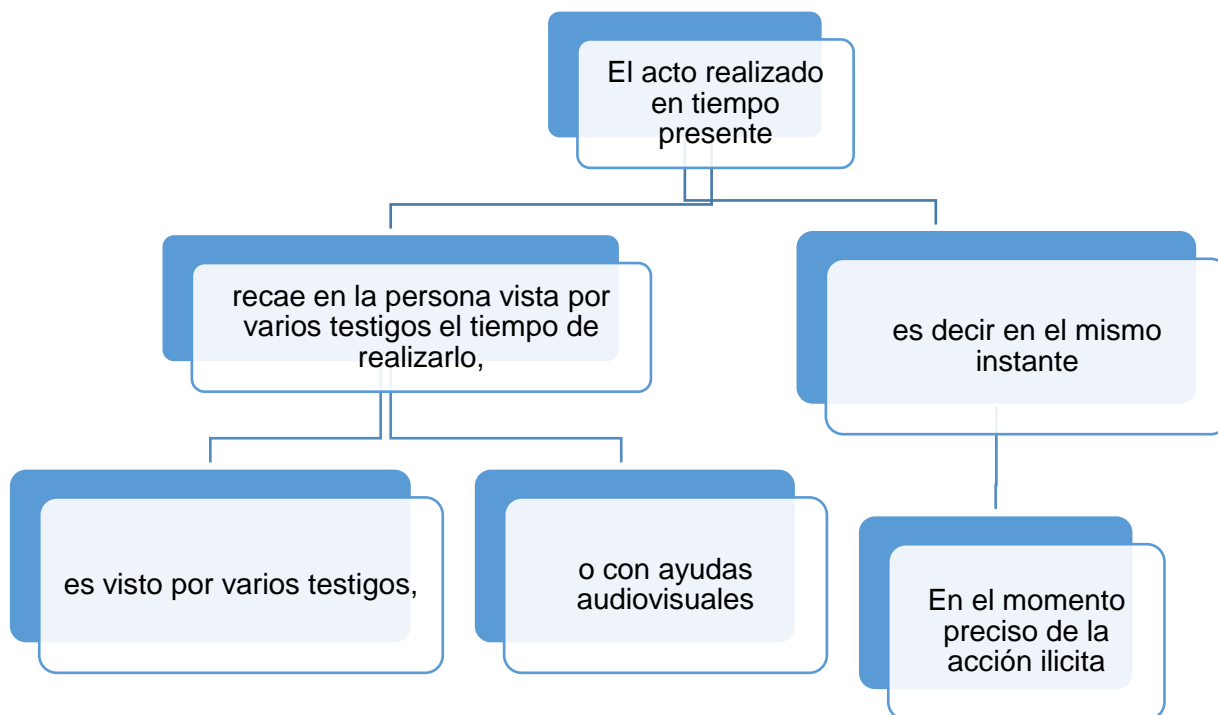 El acto realizado
en tiempo
presente
recae en la persona vista por
varios testigos el tiempo de
realizarlo,
es decir en el mismo
instante
es visto por varios testigos,
o con ayudas
audiovisuales
En el momento
preciso de la
acción ilicita